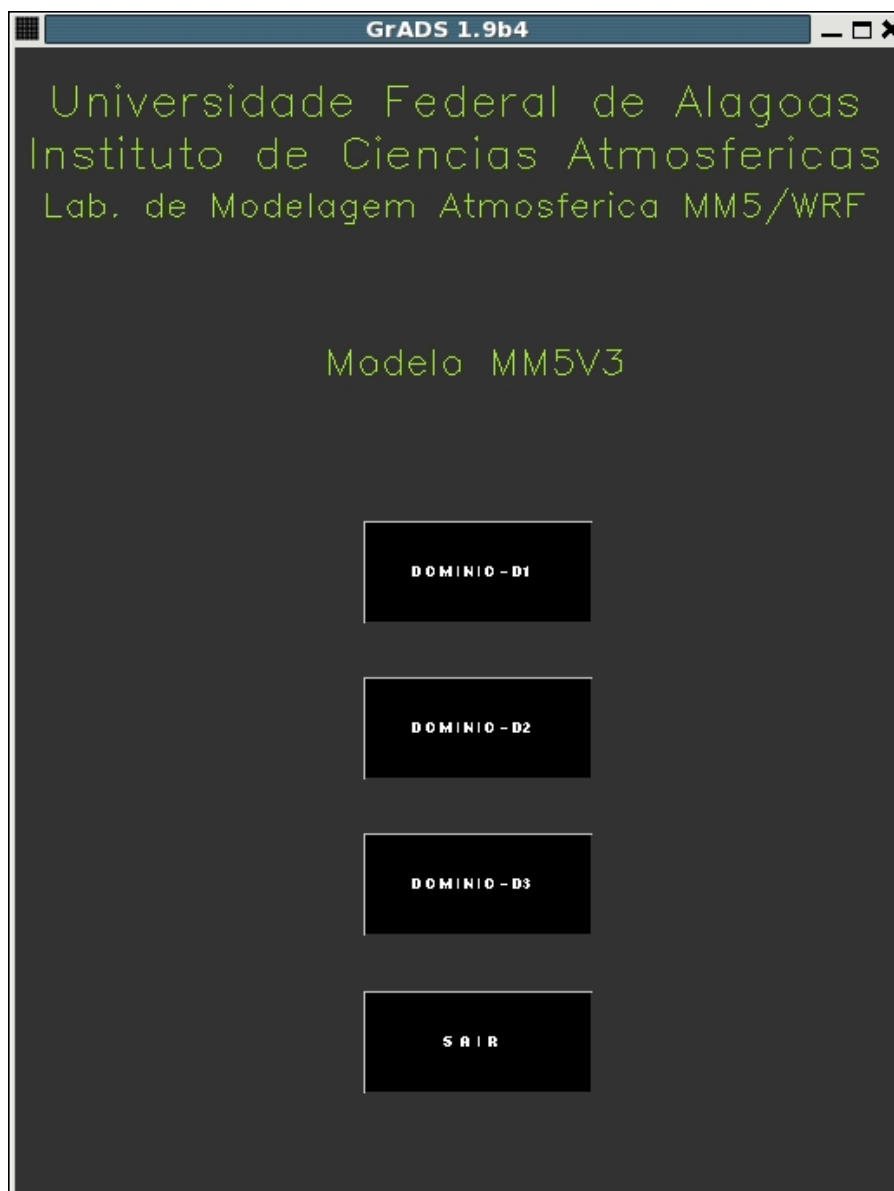 GrADS 1.9b4
Universidade Federal de Alagoas
Instituto de Ciencias Atmosfericas
Lab. de Modelagem Atmosferica MM5/WRF
Modelo MM5V3
DOMINIO-D1
DOMINIO-D2
DOMINIO-D3
SAIR